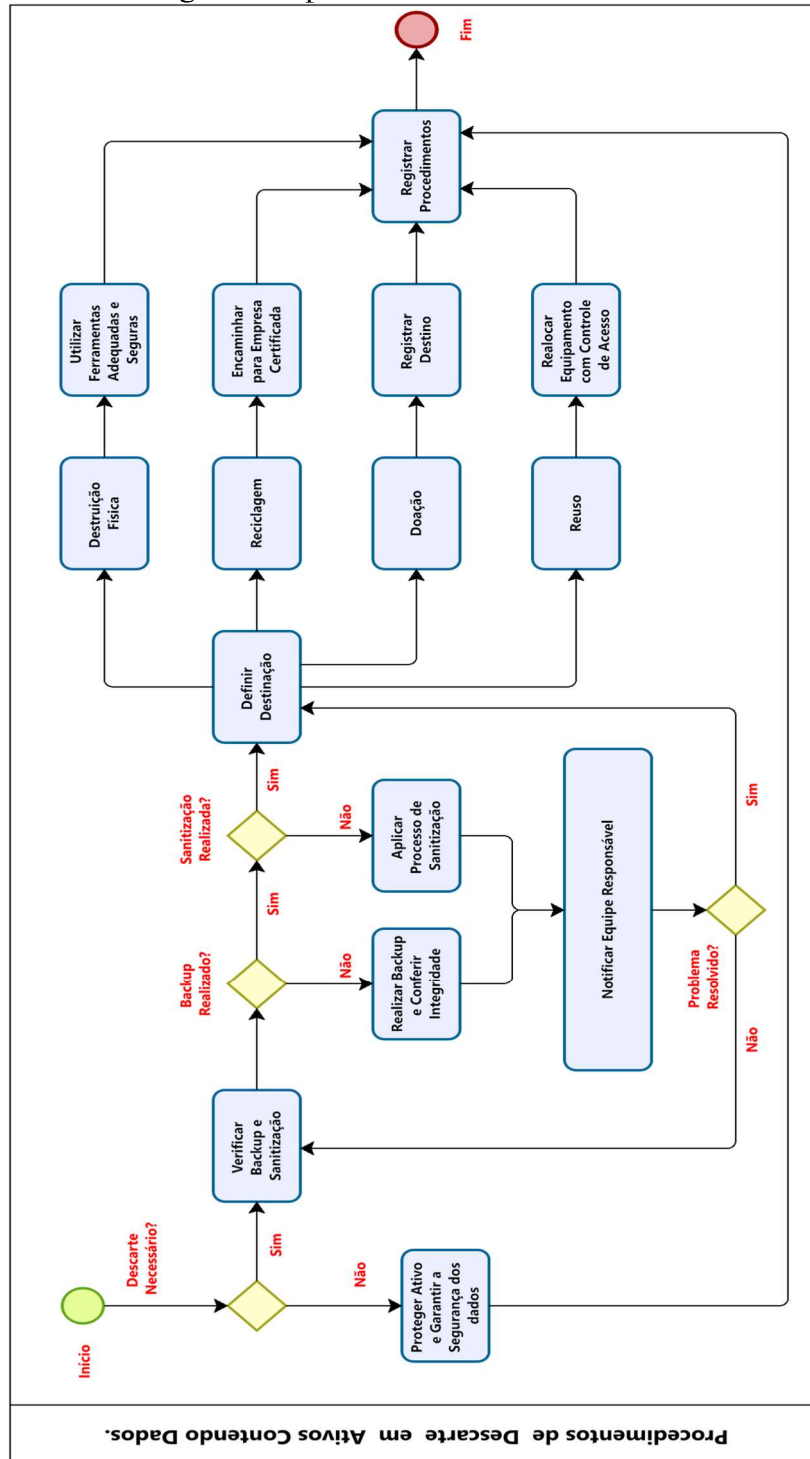 Procedimentos de Descarte em Ativos Contendo Dados.
Início
Descarte
Necessário?
Sim
Não
Proteger Ativo
e Garantir a
Segurança dos
dados
Verificar
Backup e
Sanitização
Backup
Realizado?
Sim
Não
Realizar Backup
e Conferir
Integridade
Sanitização
Realizada?
Sim
Não
Aplicar
Processo de
Sanitização
Notificar Equipe Responsável
Problema
Resolvido?
Não
Sim
Definir
Destinação
Destruição
Física
Utilizar
Ferramentas
Adequadas e
Seguras
Reciclagem
Encaminhar
para Empresa
Certificada
Doação
Registrar
Destino
Reuso
Realocar
Equipamento
com Controle
de Acesso
Registrar
Procedimentos
Fim